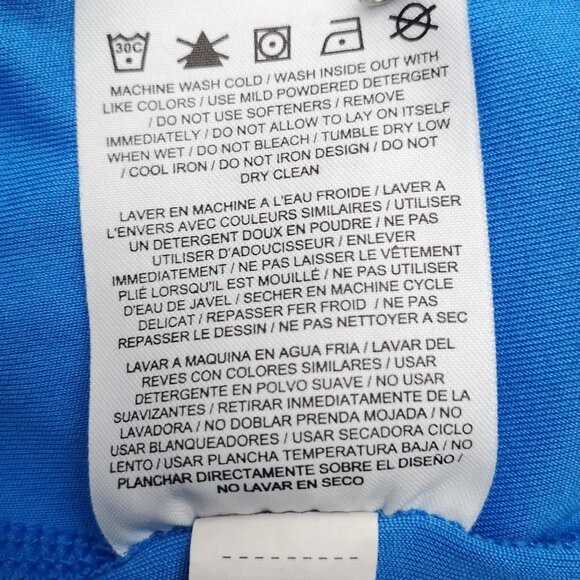 30C
MACHINE WASH COLD / WASH INSIDE OUT WITH
LIKE COLORS / USE MILD POWDERED DETERGENT
/ DO NOT USE SOFTENERS / REMOVE
IMMEDIATELY / DO NOT ALLOW TO LAY ON ITSELF
WHEN WET / DO NOT BLEACH / TUMBLE DRY LOW
/ COOL IRON / DO NOT IRON DESIGN / DO NOT
DRY CLEAN
LAVER EN MACHINE A L'EAU FROIDE / LAVER A
L'ENVERS AVEC COULEURS SIMILAIRES / UTILISER
UN DETERGENT DOUX EN POUDRE / NE PAS
UTILISER D'ADOUCISSEUR / ENLEVER
IMMEDIATEMENT / NE PAS LAISSER LE VÊTEMENT
PLIÉ LORSQU'IL EST MOUILLÉ / NE PAS UTILISER
D'EAU DE JAVEL / SECHER EN MACHINE CYCLE
DELICAT / REPASSER FER FROID / NE PAS
REPASSER LE DESSIN / NE PAS NETTOYER A SEC
LAVAR A MAQUINA EN AGUA FRIA / LAVAR DEL
REVES CON COLORES SIMILARES / USAR
DETERGENTE EN POLVO SUAVE / NO USAR
SUAVIZANTES / RETIRAR INMEDIATAMENTE DE LA
LAVADORA / NO DOBLAR PRENDA MOJADA / NO
USAR BLANQUEADORES / USAR SECADORA CICLO
LENTO / USAR PLANCHA TEMPERATURA BAJA / NO
PLANCHAR DIRECTAMENTE SOBRE EL DISEÑO /
NO LAVAR EN SECO